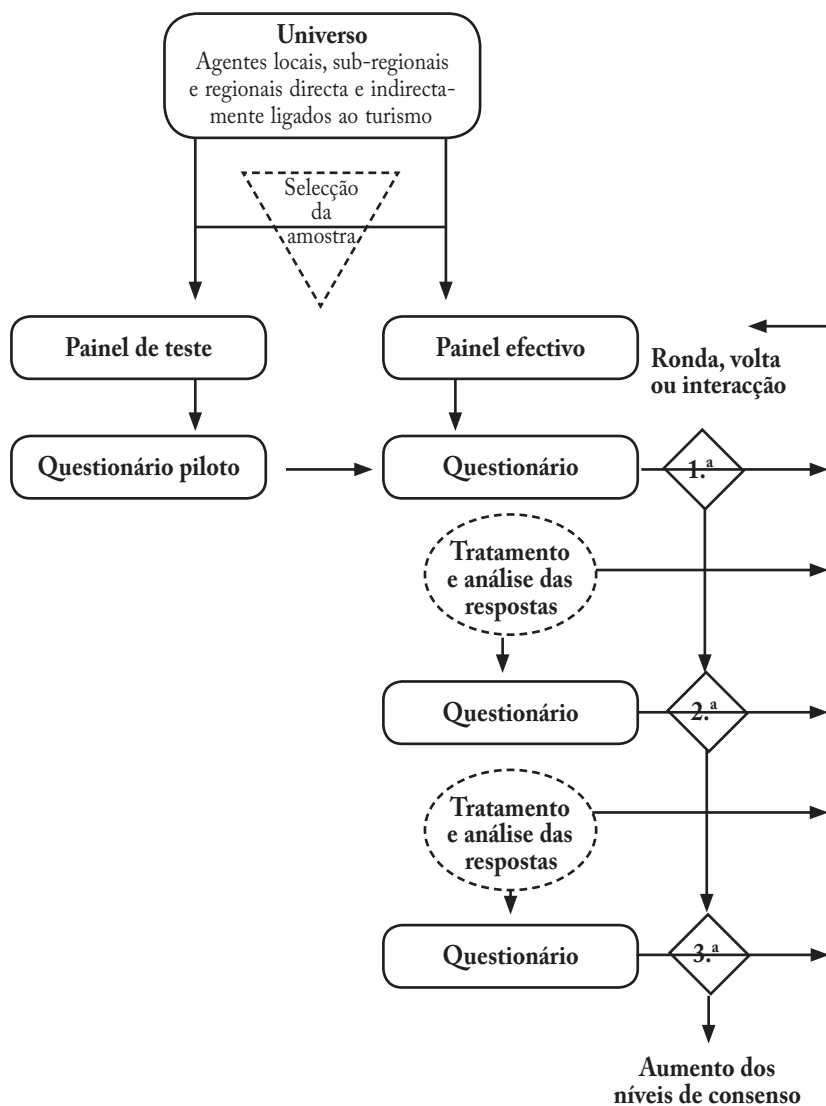 Universo
Agentes locais, sub-regionais
e regionais directa e indirecta-
mente ligados ao turismo
Selecção
da
amostra
Painel de teste
Painel efectivo
Ronda, volta
ou interacção
Questionário piloto
Questionário
1.ª
Tratamento
e análise das
respostas
Questionário
2.ª
Tratamento
e análise das
respostas
Questionário
3.ª
Aumento dos
níveis de consenso